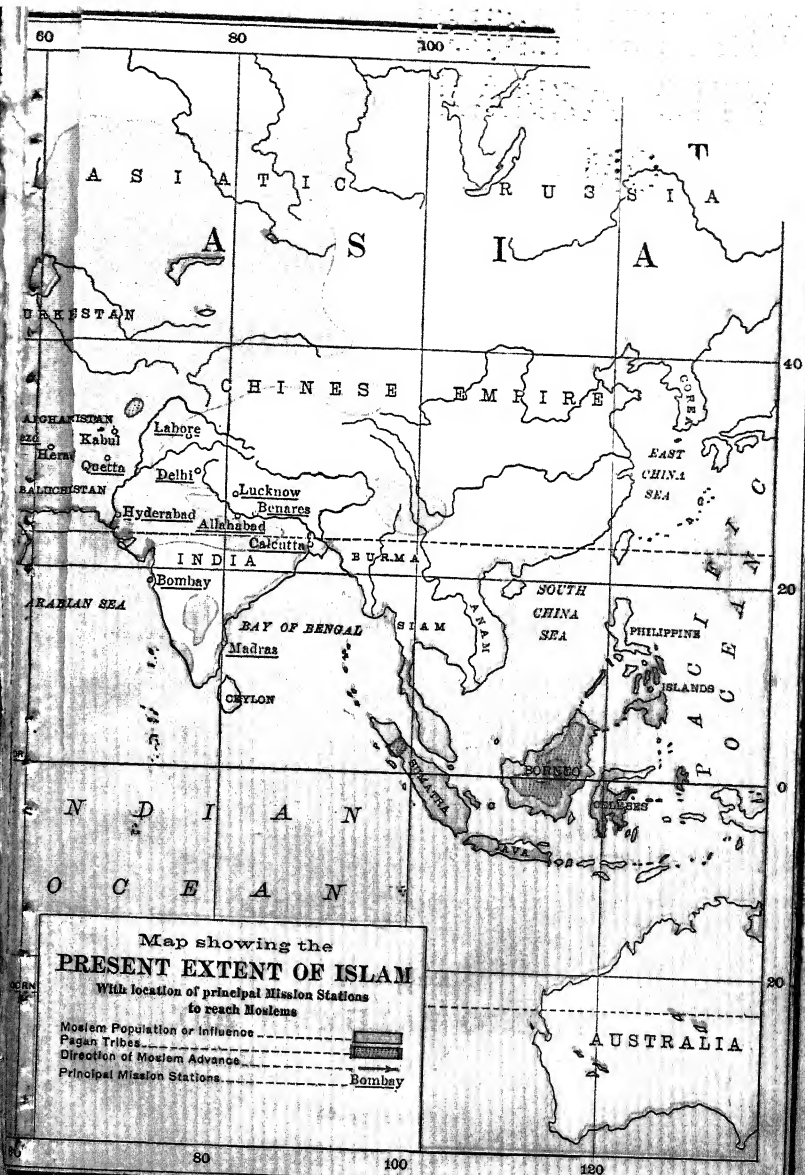 60 80 100
T
ASIATIC RUSSIA
ASIA
URKESTAN
40
CHINESE EMPIRE
COREA
AFGHANISTAN
Kabul
Lahore
Herat
Quetta
EAST
CHINA
SEA
Delhi
BALUCHISTAN
Lucknow
Benares
Hyderabad
Allahabad
Calcutta
INDIA
BURMA
Bombay
20
ARABIAN SEA
SOUTH
CHINA
SEA
ANAM
SIAM
BAY OF BENGAL
Madras
PHILIPPINE
ISLANDS
CEYLON
PACIFIC
OCEAN
BORNEO
0
SUMATRA
CELEBES
JAVA
NDIAN
OCEAN
Map showing the
PRESENT EXTENT OF ISLAM
With location of principal Mission Stations
to reach Moslems
Moslem Population or Influence
Pagan Tribes
Direction of Moslem Advance
Principal Mission Stations Bombay
20
AUSTRALIA
80 100 120